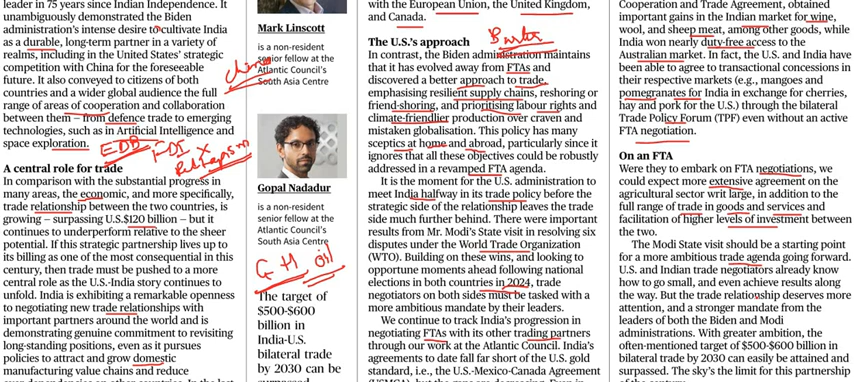 leader in 75 years since Indian Independence. It
unambiguously demonstrated the Biden
administration's intense desire to cultivate India
as a durable, long-term partner in a variety of
realms, including in the United States' strategic
competition with China for the foreseeable
future. It also conveyed to citizens of both
countries and a wider global audience the full
range of areas of cooperation and collaboration
between them — from defence trade to emerging
technologies, such as in Artificial Intelligence and
space exploration.
EDB
FDI X
A central role for trade
In comparison with the substantial progress in
many areas, the economic, and more specifically,
trade relationship between the two countries, is
growing — surpassing U.S.$120 billion — but it
continues to underperform relative to the sheer
potential. If this strategic partnership lives up to
its billing as one of the most consequential in this
century, then trade must be pushed to a more
central role as the U.S.-India story continues to
unfold. India is exhibiting a remarkable openness
to negotiating new trade relationships with
important partners around the world and is
demonstrating genuine commitment to revisiting
long-standing positions, even as it pursues
policies to attract and grow domestic
manufacturing value chains and reduce
Mark Linscott
is a non-resident
senior fellow at the
Atlantic Council's
South Asia Centre
China
Gopal Nadadur
is a non-resident
senior fellow at the
Atlantic Council's
South Asia Centre
GH oil
The target of
$500-$600
billion in
India-U.S.
bilateral trade
by 2030 can be
surpassed
with the European Union, the United Kingdom,
and Canada.
The U.S.'s approach
In contrast, the Biden administration maintains
that it has evolved away from FTAs and
discovered a better approach to trade,
emphasising resilient supply chains, reshoring or
friend-shoring, and prioritising labour rights and
climate-friendlier production over craven and
mistaken globalisation. This policy has many
sceptics at home and abroad, particularly since it
ignores that all these objectives could be robustly
addressed in a revamped FTA agenda.
It is the moment for the U.S. administration to
meet India halfway in its trade policy before the
strategic side of the relationship leaves the trade
side much further behind. There were important
results from Mr. Modi's State visit in resolving six
disputes under the World Trade Organization
(WTO). Building on these wins, and looking to
opportune moments ahead following national
elections in both countries in 2024, trade
negotiators on both sides must be tasked with a
more ambitious mandate by their leaders.
We continue to track India's progression in
negotiating FTAs with its other trading partners
through our work at the Atlantic Council. India's
agreements to date fall far short of the U.S. gold
standard, i.e., the U.S.-Mexico-Canada Agreement
Cooperation and Trade Agreement, obtained
important gains in the Indian market for wine,
wool, and sheep meat, among other goods, while
India won nearly duty-free access to the
Australian market. In fact, the U.S. and India have
been able to agree to transactional concessions in
their respective markets (e.g., mangoes and
pomegranates for India in exchange for cherries,
hay and pork for the U.S.) through the bilateral
Trade Policy Forum (TPF) even without an active
FTA negotiation.
On an FTA
Were they to embark on FTA negotiations, we
could expect more extensive agreement on the
agricultural sector writ large, in addition to the
full range of trade in goods and services and
facilitation of higher levels of investment between
the two.
The Modi State visit should be a starting point
for a more ambitious trade agenda going forward.
U.S. and Indian trade negotiators already know
how to go small, and even achieve results along
the way. But the trade relationship deserves more
attention, and a stronger mandate from the
leaders of both the Biden and Modi
administrations. With greater ambition, the
often-mentioned target of $500-$600 billion in
bilateral trade by 2030 can easily be attained and
surpassed. The sky's the limit for this partnership
of the century.